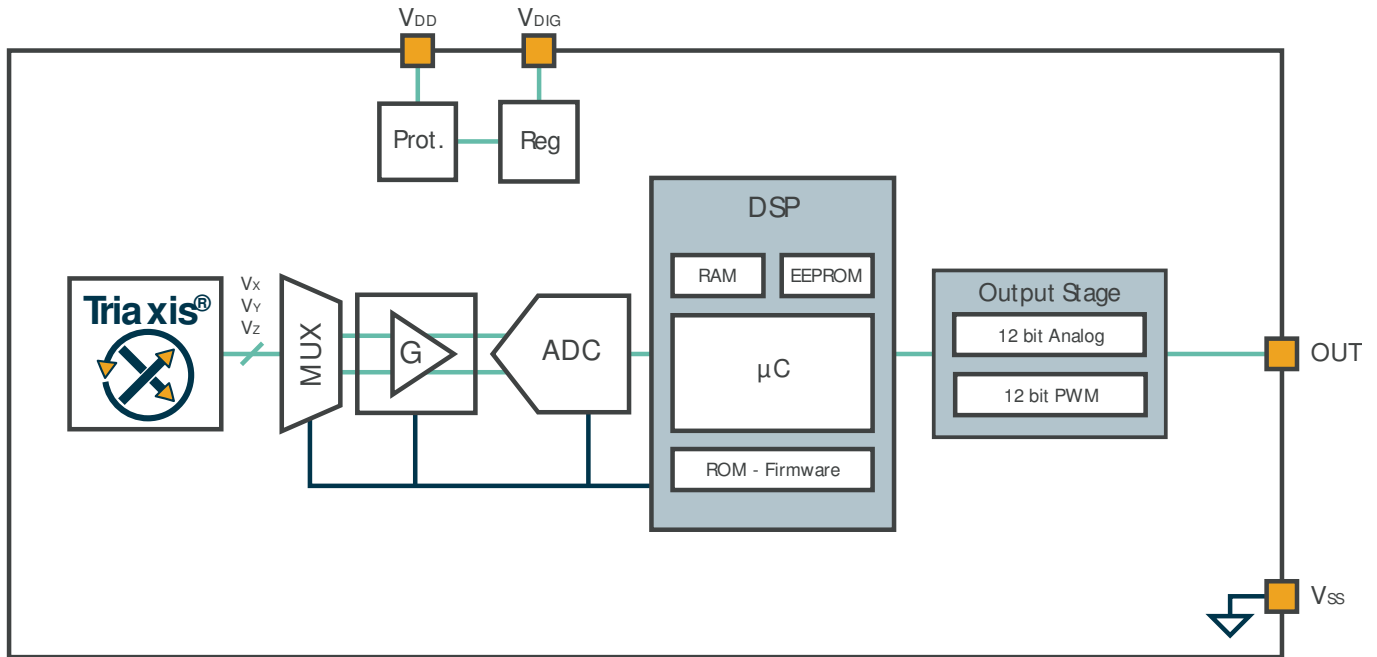 VDD
VDIG
Prot.
Reg
DSP
RAM
EEPROM
Triaxis®
VX
VY
VZ
MUX
G
ADC
µC
Output Stage
12 bit Analog
12 bit PWM
OUT
ROM - Firmware
VSS